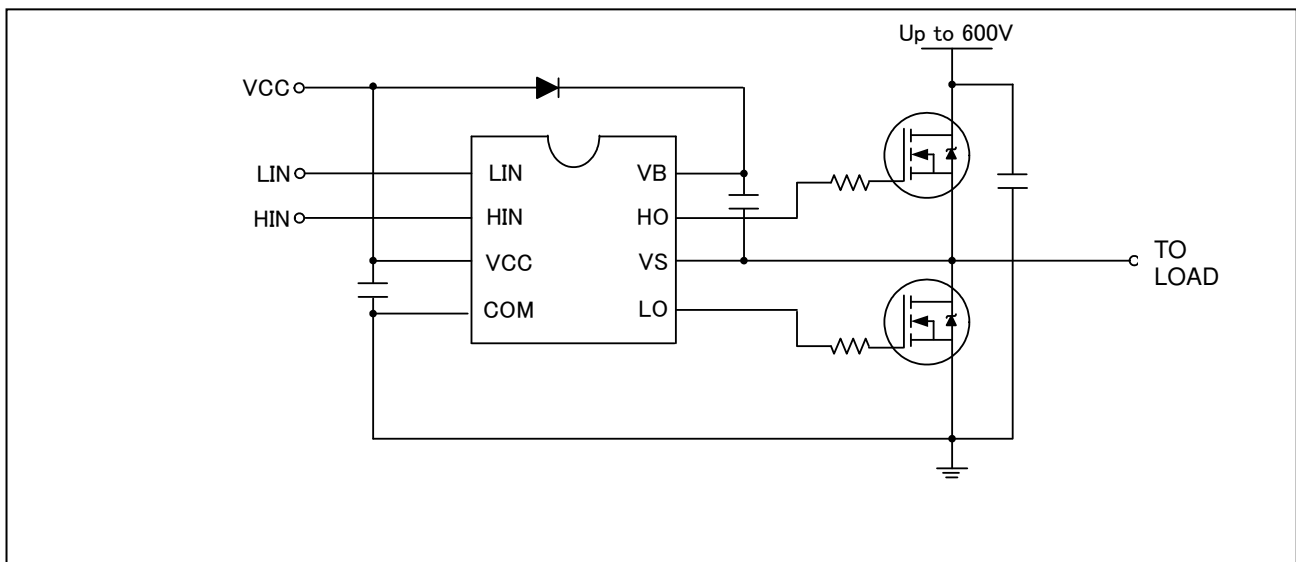 Up to 600V
VCC
LIN
HIN
LIN
HIN
VCC
COM
VB
HO
VS
LO
TO
LOAD